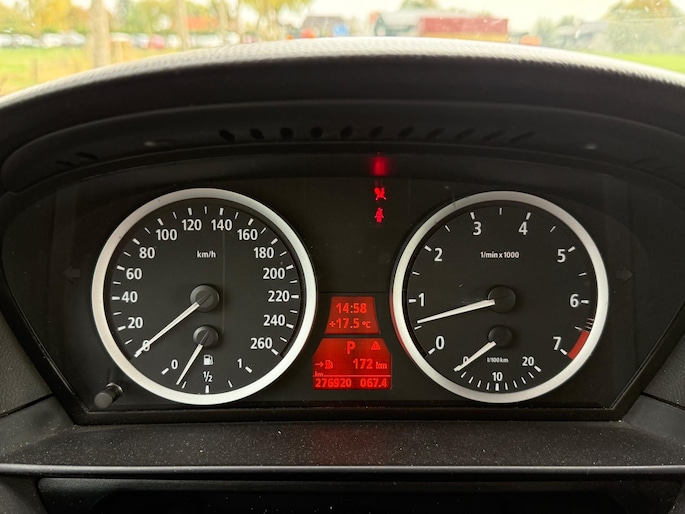 120 140
100 160
80 km/h 180
60 200
40 220
20 240
0 260
0 1/2 1
14:58
+17.5 °C
P
172 km
km
276920 067.4
3 4
2 1/min x 1000 5
1 6
0 7
0 l/100 km 20
10